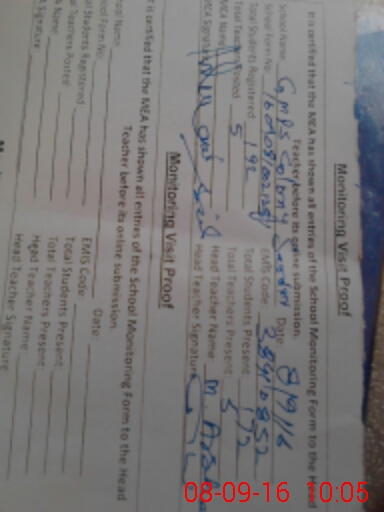 Monitoring Visit Proof
It is certified that the MEA has shown all entries of the School Monitoring Form to the Head
Teacher before its online submission.
School Name G.M.P.S Colony Date 8/9/16
School Form No EMIS Code
Total Students Registered 192 Total Students Present 172
Total Teachers Posted 5 Total Teachers Present 5
MEA Name Head Teacher Name M.
MEA Signature Head Teacher Signature
Monitoring Visit Proof
It is certified that the MEA has shown all entries of the School Monitoring Form to the Head
Teacher before its online submission.
School Name Date
School Form No EMIS Code
Total Students Registered Total Students Present
Total Teachers Posted Total Teachers Present
MEA Name Head Teacher Name
MEA Signature Head Teacher Signature
08-09-16 10:05